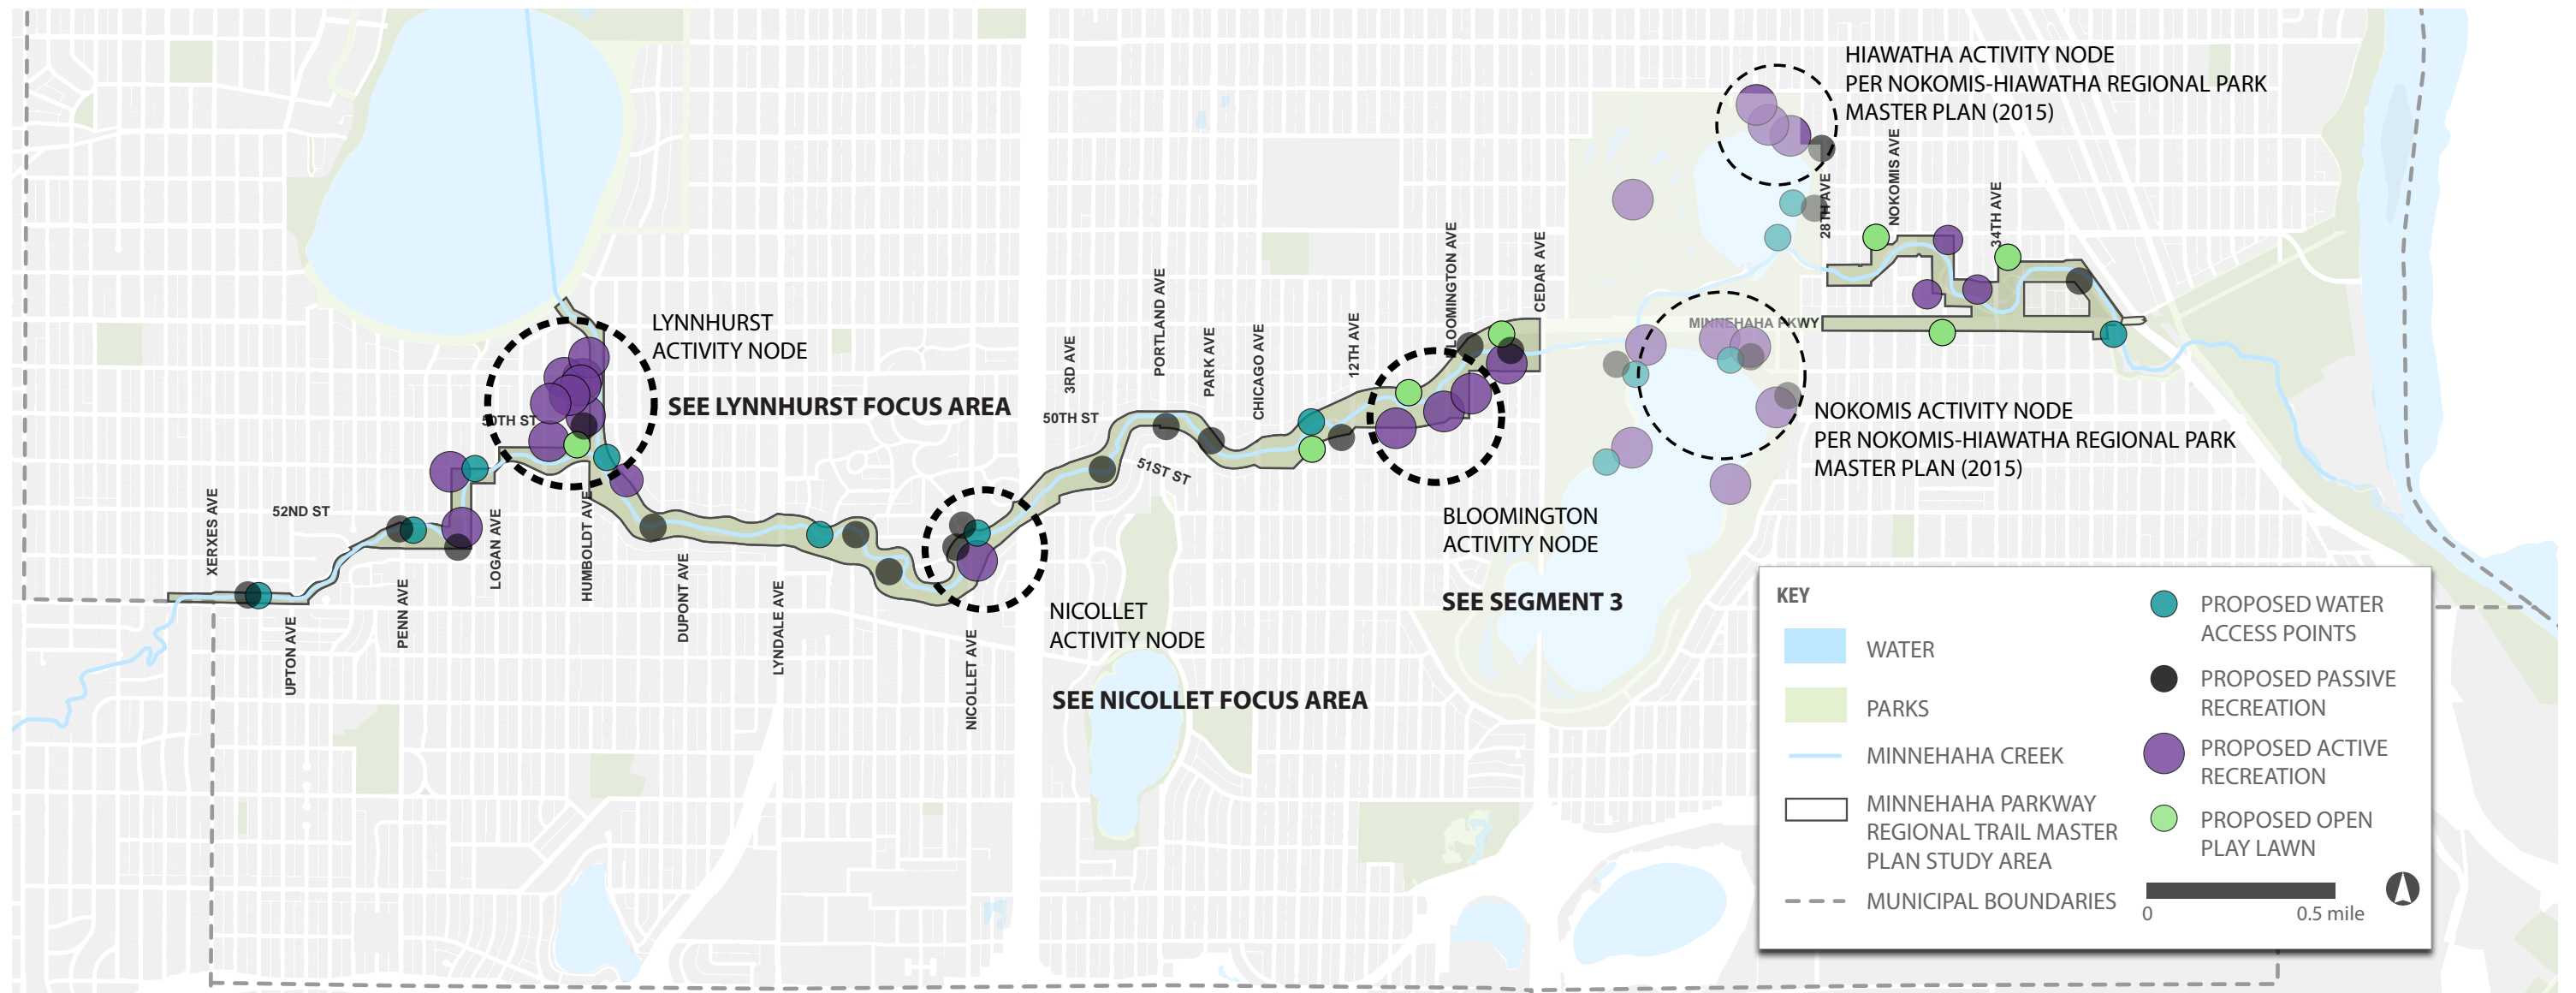 HIAWATHA ACTIVITY NODE
PER NOKOMIS-HIAWATHA REGIONAL PARK
MASTER PLAN (2015)
NOKOMIS AVE
28TH AVE
34TH AVE
BLOOMINGTON AVE
CEDAR AVE
PORTLAND AVE
PARK AVE
CHICAGO AVE
12TH AVE
3RD AVE
LYNNHURST
ACTIVITY NODE
MINNEHAHA PKWY
SEE LYNNHURST FOCUS AREA
50TH ST
50TH ST
51ST ST
NOKOMIS ACTIVITY NODE
PER NOKOMIS-HIAWATHA REGIONAL PARK
MASTER PLAN (2015)
XERXES AVE
52ND ST
LOGAN AVE
HUMBOLDT AVE
BLOOMINGTON
ACTIVITY NODE
SEE SEGMENT 3
UPTON AVE
PENN AVE
DUPONT AVE
LYNDALE AVE
NICOLLET AVE
NICOLLET
ACTIVITY NODE
SEE NICOLLET FOCUS AREA
KEY
WATER
PARKS
MINNEHAHA CREEK
MINNEHAHA PARKWAY
REGIONAL TRAIL MASTER
PLAN STUDY AREA
MUNICIPAL BOUNDARIES
PROPOSED WATER
ACCESS POINTS
PROPOSED PASSIVE
RECREATION
PROPOSED ACTIVE
RECREATION
PROPOSED OPEN
PLAY LAWN
0 0.5 mile